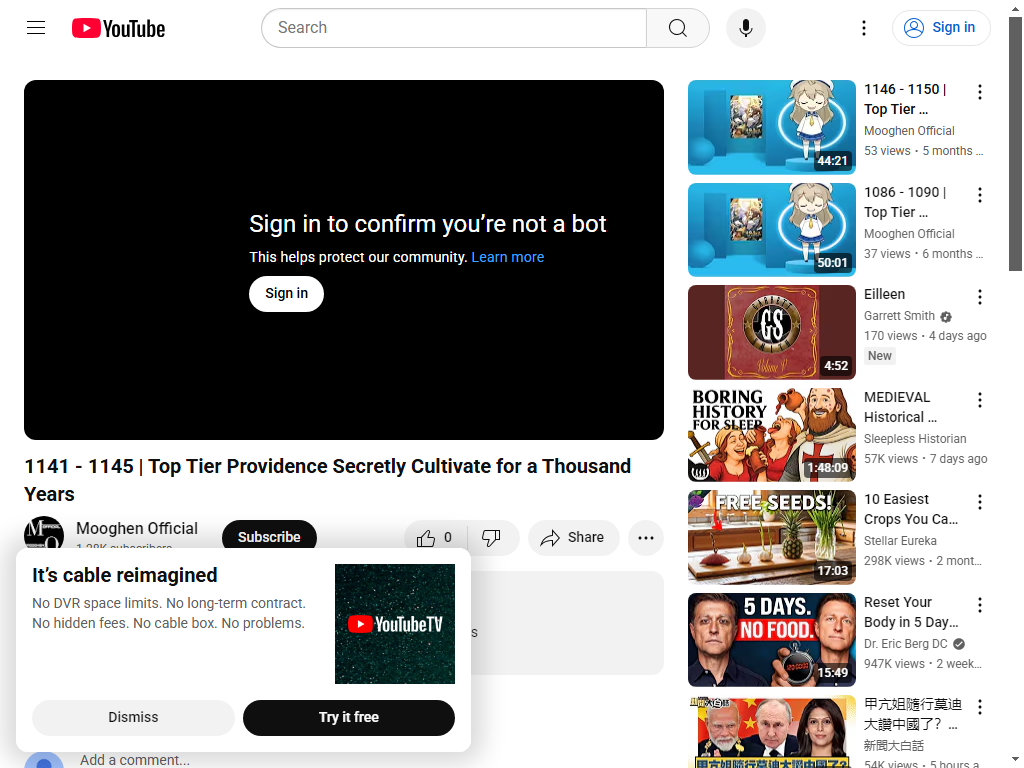 YouTube
Search
Sign in
Sign in to confirm you’re not a bot
This helps protect our community. Learn more
Sign in
1141 - 1145 | Top Tier Providence Secretly Cultivate for a Thousand
Years
Mooghen Official
Subscribe
0
Share
It’s cable reimagined
No DVR space limits. No long-term contract.
No hidden fees. No cable box. No problems.
YouTubeTV
Dismiss
Try it free
s
Add a comment...
44:21
1146 - 1150 |
Top Tier ...
Mooghen Official
53 views • 5 months ...
50:01
1086 - 1090 |
Top Tier ...
Mooghen Official
37 views • 6 months ...
GARRETT
GS
SMITH
Volume V
4:52
Eilleen
Garrett Smith
170 views • 4 days ago
New
BORING
HISTORY
FOR SLEEP
1:48:09
MEDIEVAL
Historical ...
Sleepless Historian
57K views • 7 days ago
FREE SEEDS!
17:03
10 Easiest
Crops You Ca...
Stellar Eureka
298K views • 2 mont...
5 DAYS.
NO FOOD.
15:49
Reset Your
Body in 5 Day...
Dr. Eric Berg DC
947K views • 2 week...
新聞大白話
甲亢姐隨行莫迪
大讚中國了？...
新聞大白話
54K views • 5 hours a